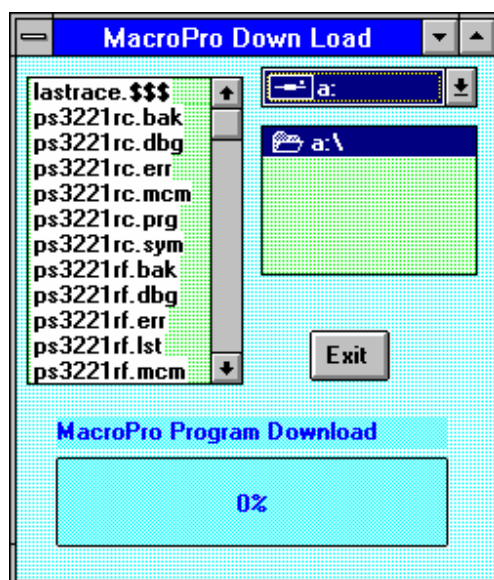 MacroPro Down Load
lastrace.$$$
ps3221rc.bak
ps3221rc.dbg
ps3221rc.err
ps3221rc.mcm
ps3221rc.prg
ps3221rc.sym
ps3221rf.bak
ps3221rf.dbg
ps3221rf.err
ps3221rf.lst
ps3221rf.mcm
a:
a:\
Exit
MacroPro Program Download
0%